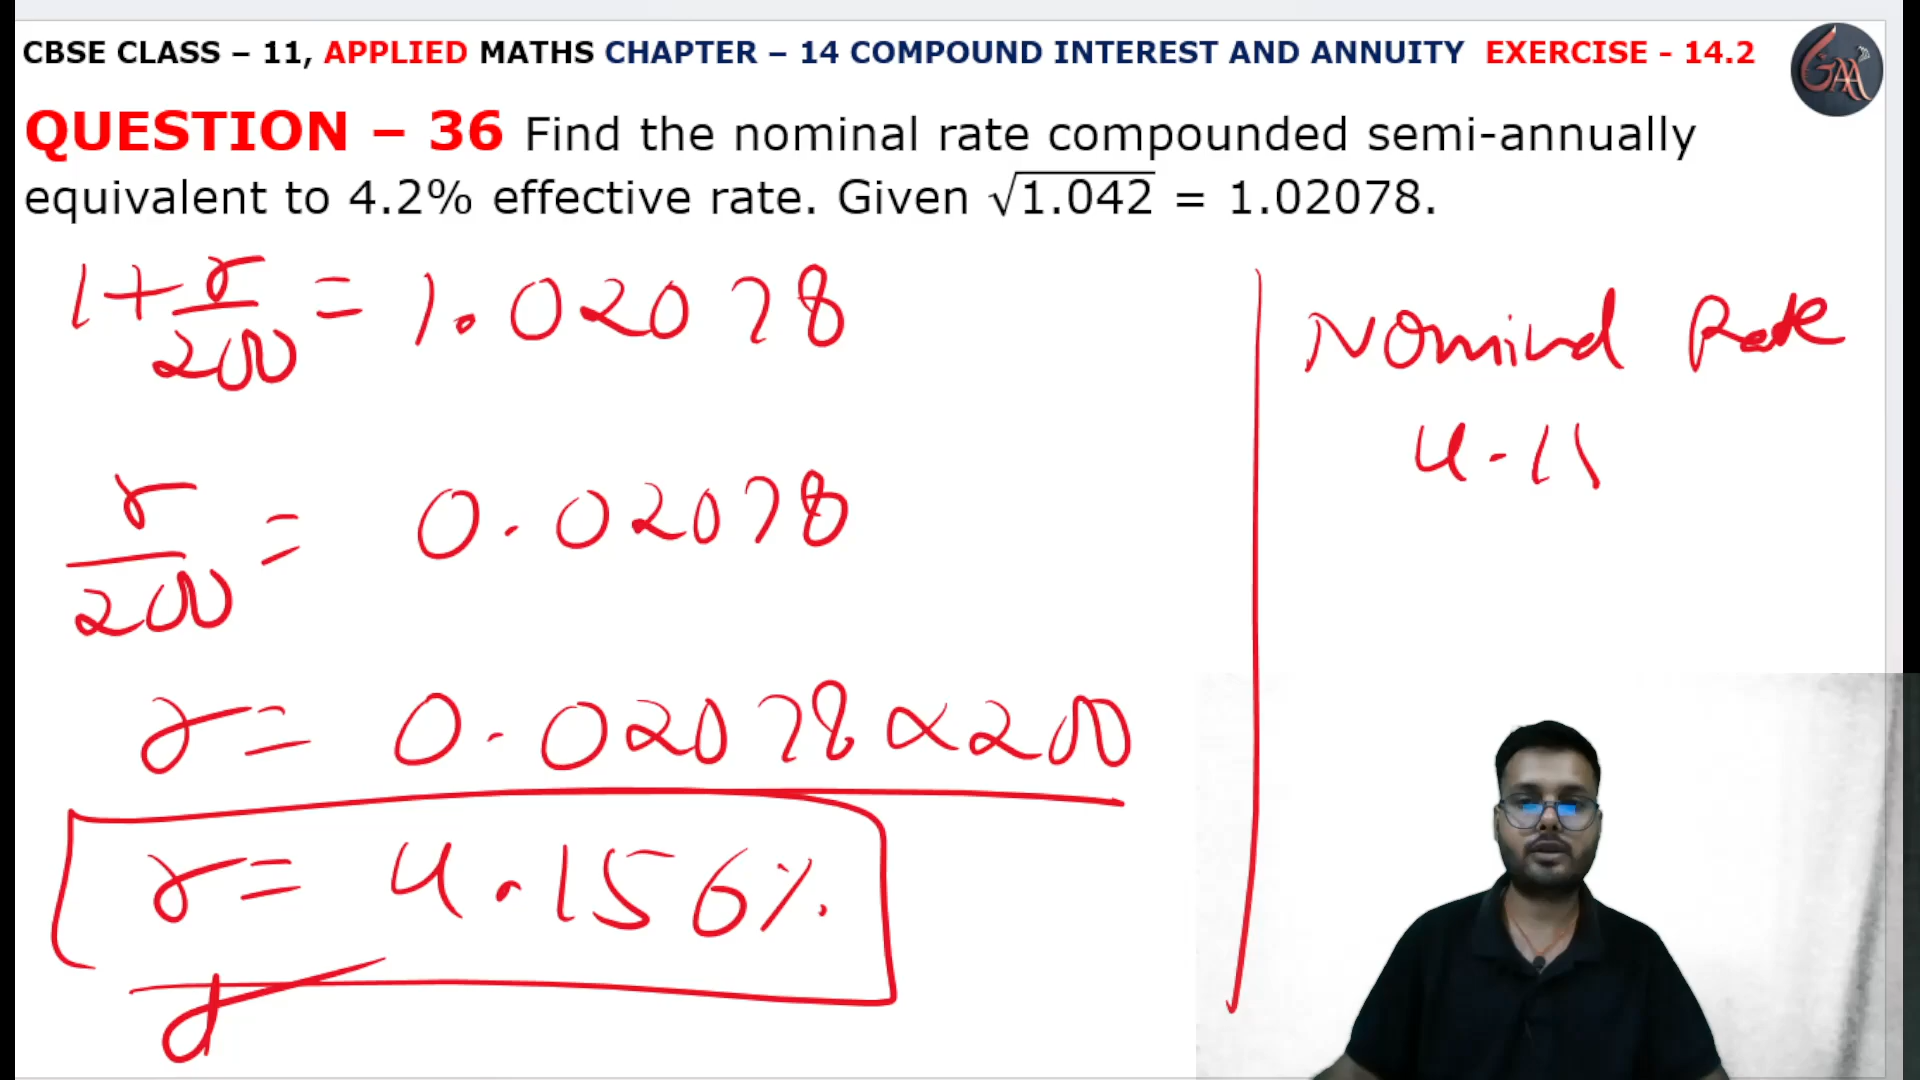 CBSE CLASS – 11, APPLIED MATHS CHAPTER – 14 COMPOUND INTEREST AND ANNUITY EXERCISE - 14.2
GAA
QUESTION – 36 Find the nominal rate compounded semi-annually
equivalent to 4.2% effective rate. Given √1.042 = 1.02078.
1 + r/200 = 1.02078
r/200 = 0.02078
r = 0.02078 × 200
r = 4.156%
Nominal Rate
4.1